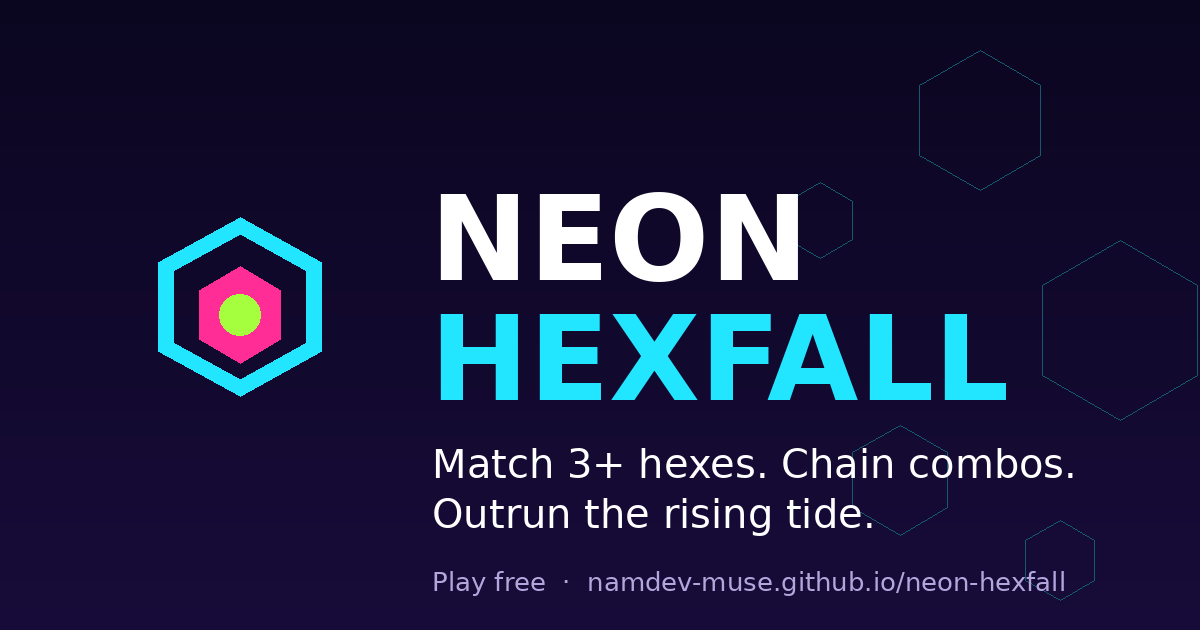 NEON
HEXFALL
Match 3+ hexes. Chain combos.
Outrun the rising tide.
Play free · namdev-muse.github.io/neon-hexfall